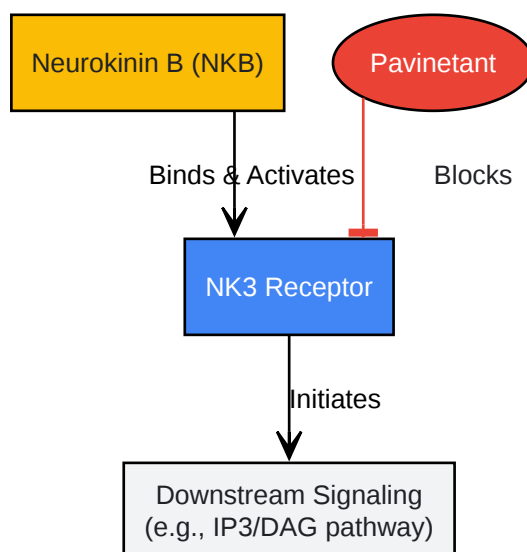 Neurokinin B (NKB)
Pavinetant
Binds & Activates
Blocks
NK3 Receptor
Initiates
Downstream Signaling
(e.g., IP3/DAG pathway)